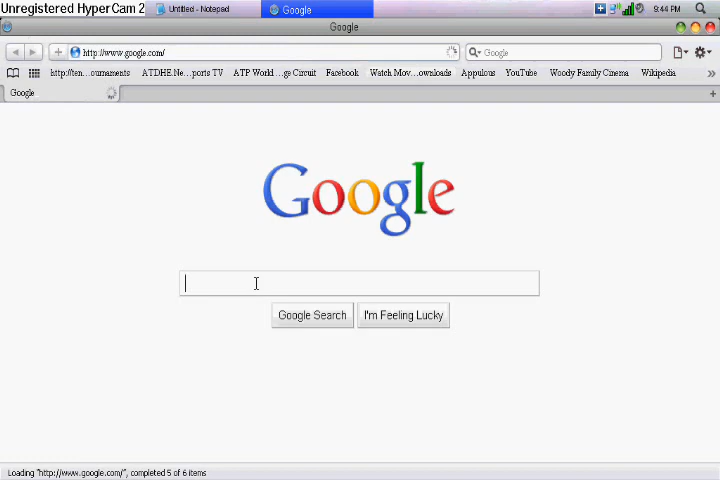 Unregistered HyperCam 2
Untitled - Notepad
Google
9:44 PM
Google
http://www.google.com/
Google
http://ten...ournaments
ATDHE.Ne...ports TV
ATP World ...ge Circuit
Facebook
Watch Mov...ownloads
Appulous
YouTube
Woody Family Cinema
Wikipedia
Google
Google
Google Search
I'm Feeling Lucky
Loading "http://www.google.com/", completed 5 of 6 items